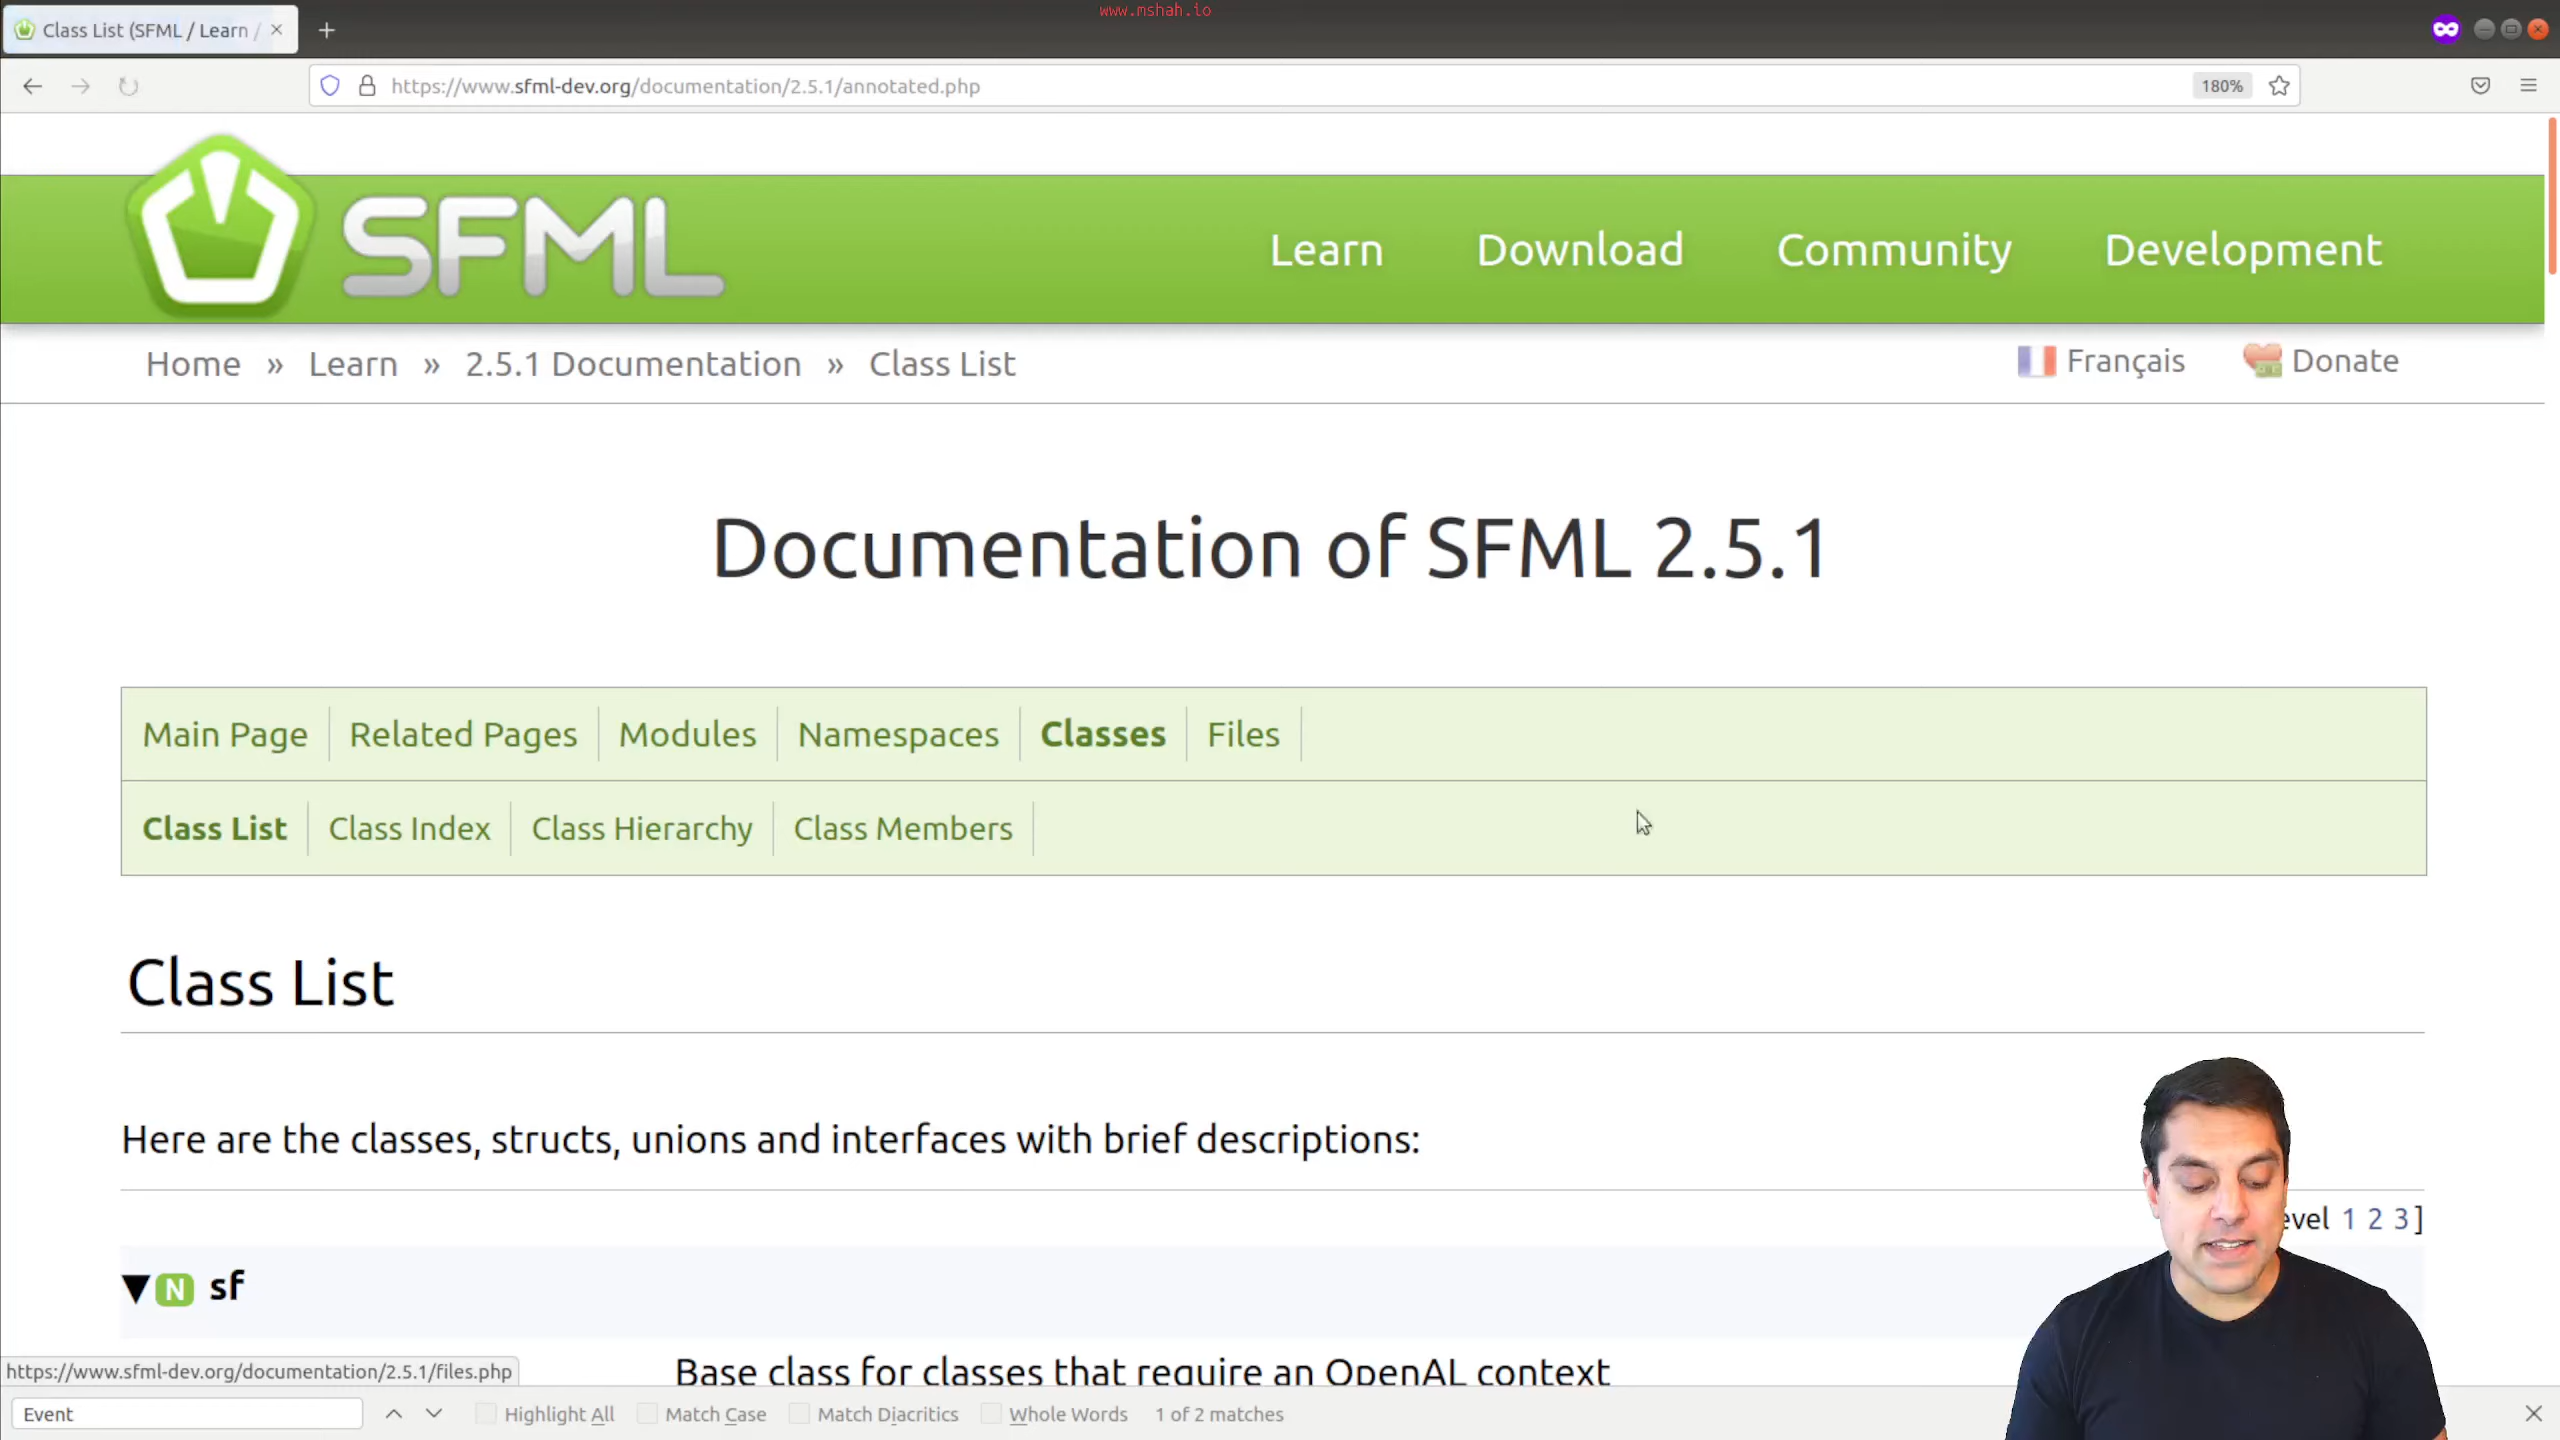 www.mshah.io
Class List (SFML / Learn /
https://www.sfml-dev.org/documentation/2.5.1/annotated.php
180%
SFML
Learn
Download
Community
Development
Home » Learn » 2.5.1 Documentation » Class List
Français
Donate
Documentation of SFML 2.5.1
Main Page
Related Pages
Modules
Namespaces
Classes
Files
Class List
Class Index
Class Hierarchy
Class Members
Class List
Here are the classes, structs, unions and interfaces with brief descriptions:
evel 1 2 3]
N sf
https://www.sfml-dev.org/documentation/2.5.1/files.php
Base class for classes that require an OpenAL context
Event
Highlight All
Match Case
Match Diacritics
Whole Words
1 of 2 matches